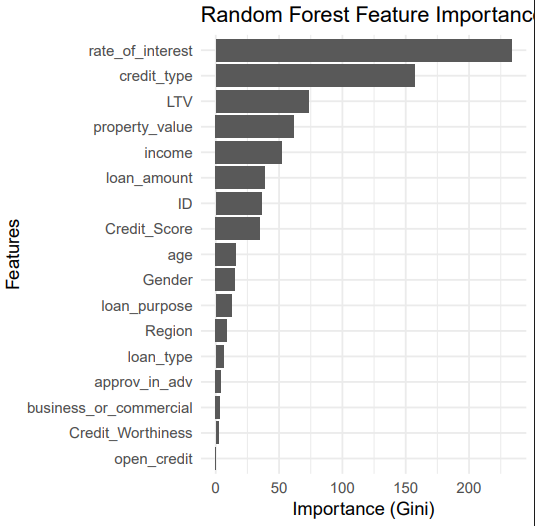 Random Forest Feature Importanc
rate_of_interest
credit_type
LTV
property_value
income
loan_amount
ID
Credit_Score
age
Gender
loan_purpose
Region
loan_type
approv_in_adv
business_or_commercial
Credit_Worthiness
open_credit
Features
0 50 100 150 200
Importance (Gini)